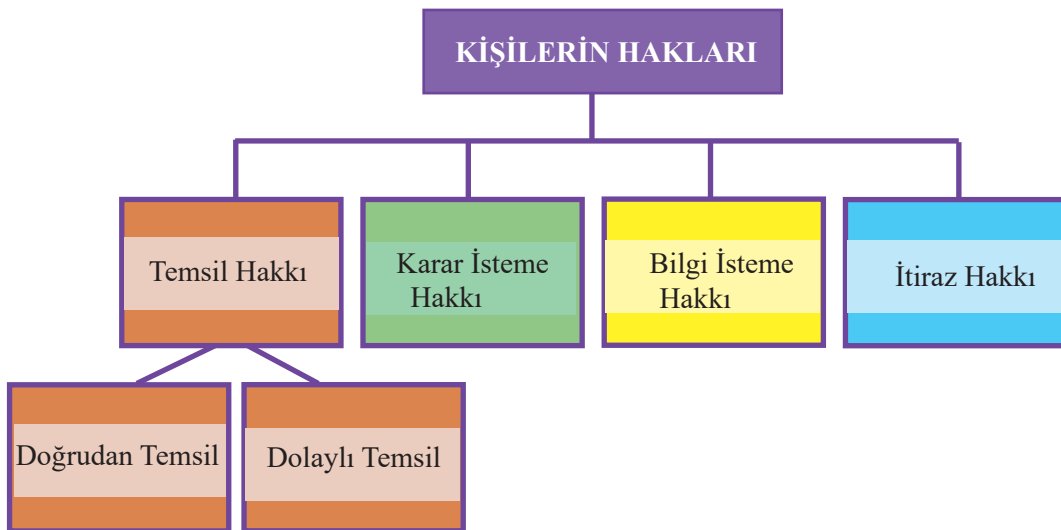 KİŞİLERİN HAKLARI
Temsil Hakkı
Karar İsteme
Hakkı
Bilgi İsteme
Hakkı
İtiraz Hakkı
Doğrudan Temsil
Dolaylı Temsil